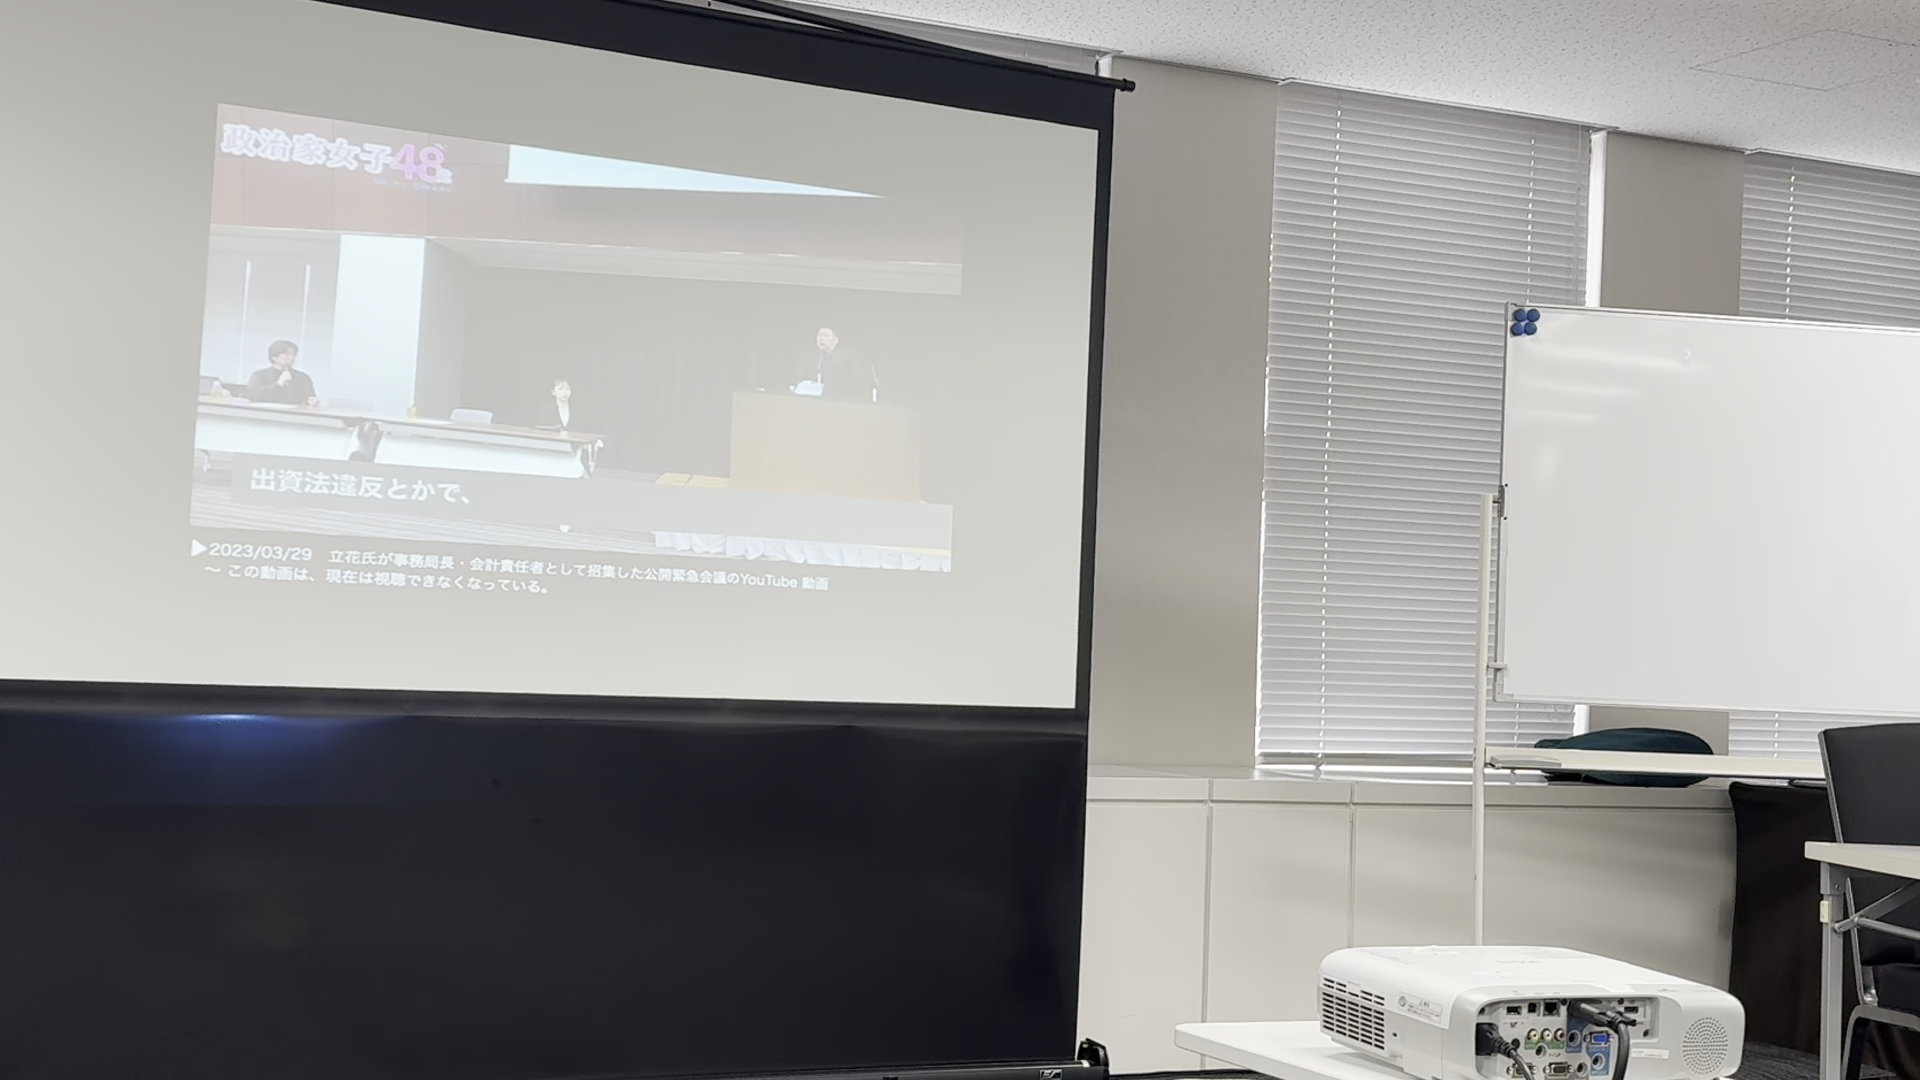 政治家女子48
出資法違反とかで、
▶2023/03/29 立花氏が事務局長・会計責任者として招集した公開緊急会議のYouTube 動画
～ この動画は、現在は視聴できなくなっている。